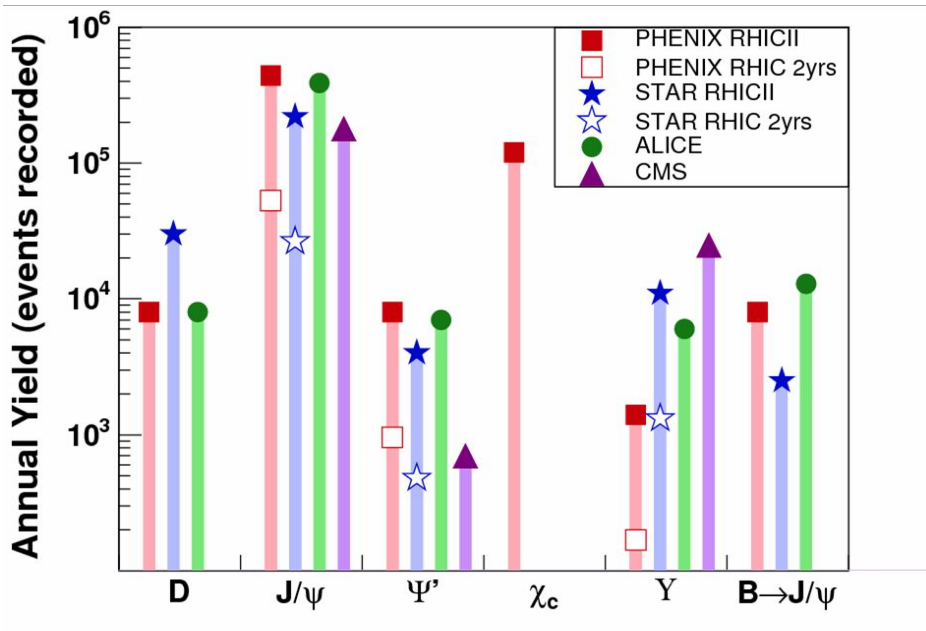 Annual Yield (events recorded)
10⁶
10⁵
10⁴
10³
PHENIX RHICII
PHENIX RHIC 2yrs
STAR RHICII
STAR RHIC 2yrs
ALICE
CMS
D J/ψ Ψ’ χc ϒ B→J/ψ